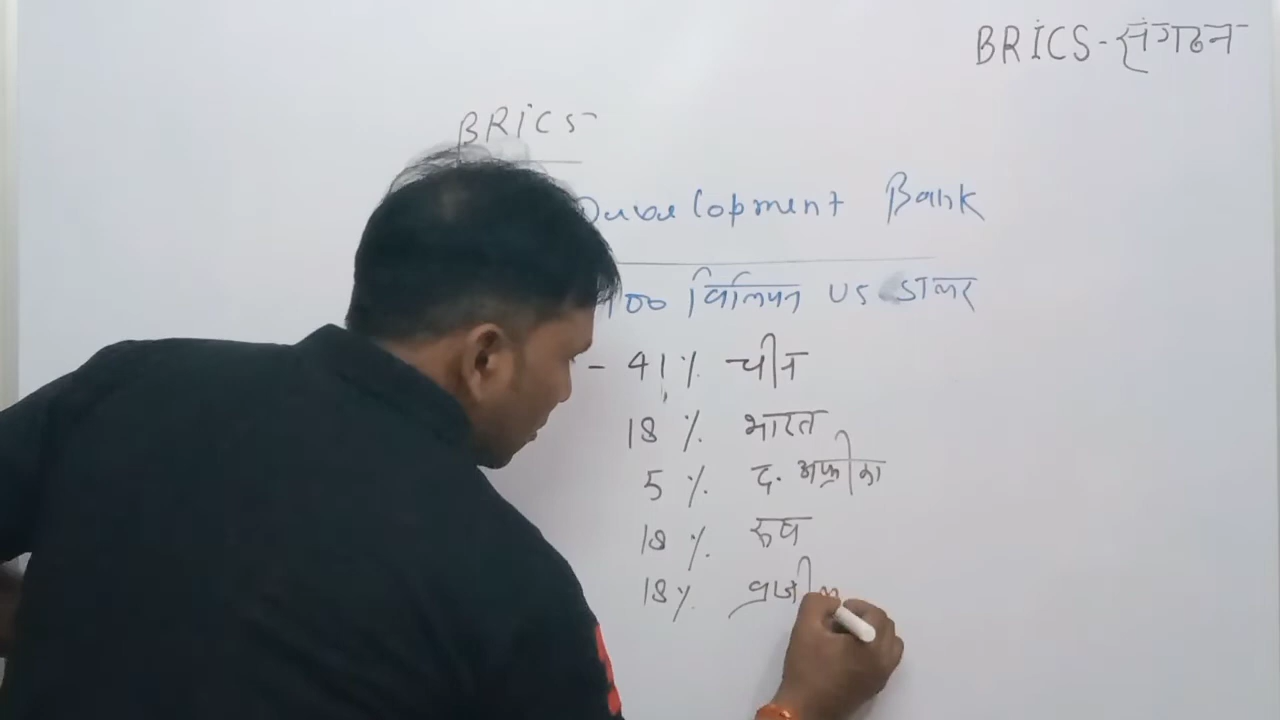 BRICS-संगठन
BRICS-
Development Bank
100 बिलियन US डालर
- 41% चीन
18 % भारत
5 % द. अफ्रीका
18 % रुष
18% ब्राजील